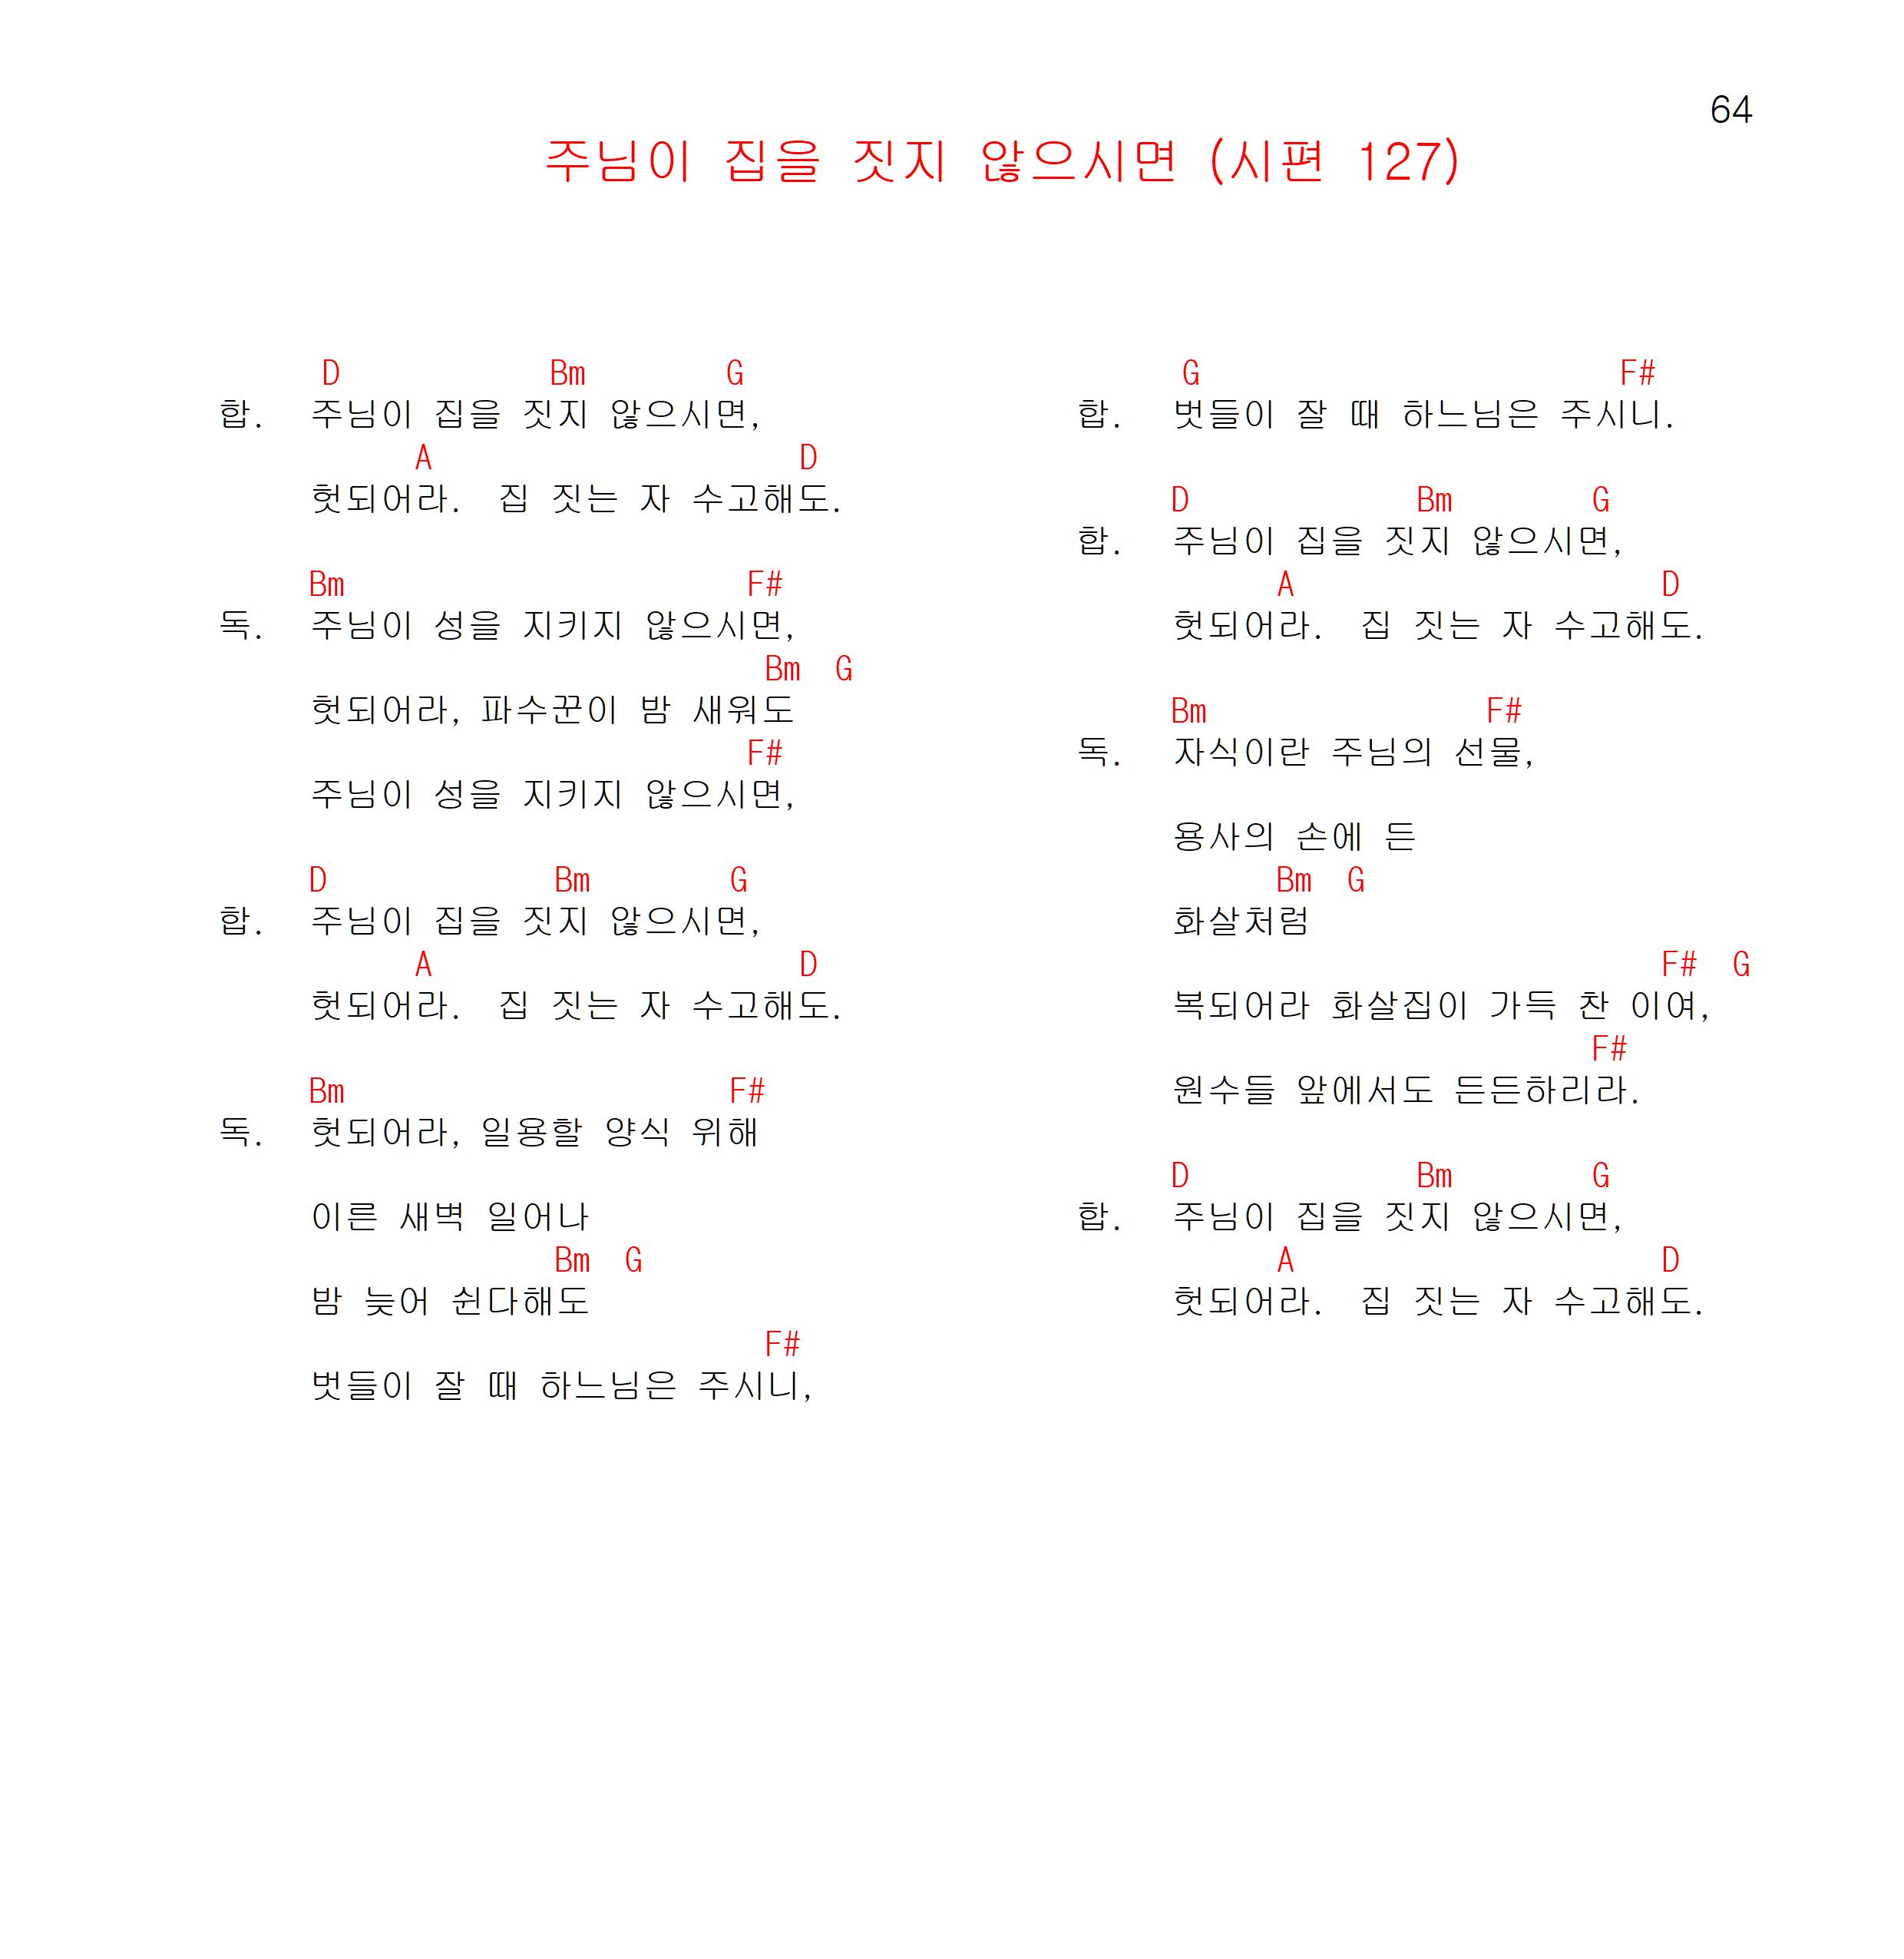 64
주님이 집을 짓지 않으시면 (시편 127)
D Bm G
합. 주님이 집을 짓지 않으시면,
A D
헛되어라. 집 짓는 자 수고해도.
Bm F#
독. 주님이 성을 지키지 않으시면,
Bm G
헛되어라, 파수꾼이 밤 새워도
F#
주님이 성을 지키지 않으시면,
D Bm G
합. 주님이 집을 짓지 않으시면,
A D
헛되어라. 집 짓는 자 수고해도.
Bm F#
독. 헛되어라, 일용할 양식 위해
이른 새벽 일어나
Bm G
밤 늦어 쉰다해도
F#
벗들이 잘 때 하느님은 주시니,
G F#
합. 벗들이 잘 때 하느님은 주시니.
D Bm G
합. 주님이 집을 짓지 않으시면,
A D
헛되어라. 집 짓는 자 수고해도.
Bm F#
독. 자식이란 주님의 선물,
용사의 손에 든
Bm G
화살처럼
F# G
복되어라 화살집이 가득 찬 이여,
F#
원수들 앞에서도 든든하리라.
D Bm G
합. 주님이 집을 짓지 않으시면,
A D
헛되어라. 집 짓는 자 수고해도.